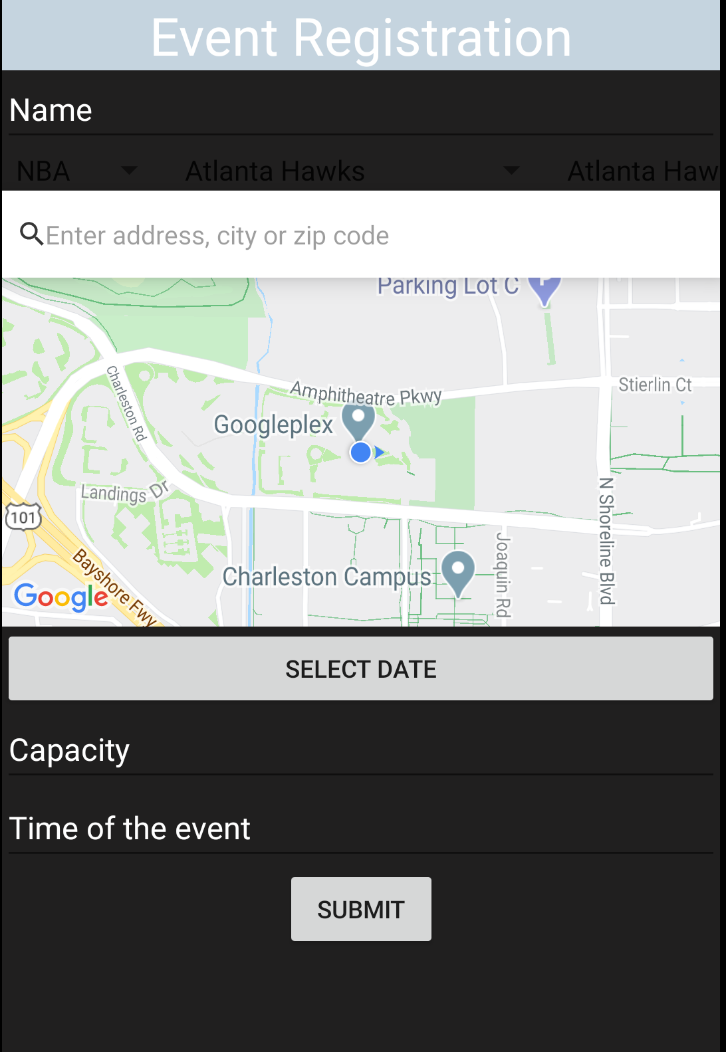 Event Registration
Name
NBA Atlanta Hawks Atlanta Haw
Enter address, city or zip code
Parking Lot C
P
Charleston Rd
Amphitheatre Pkwy
Stierlin Ct
Googleplex
Landings Dr
101
N Shoreline Blvd
Bayshore Fwy
Charleston Campus
Joaquin Rd
Google
SELECT DATE
Capacity
Time of the event
SUBMIT